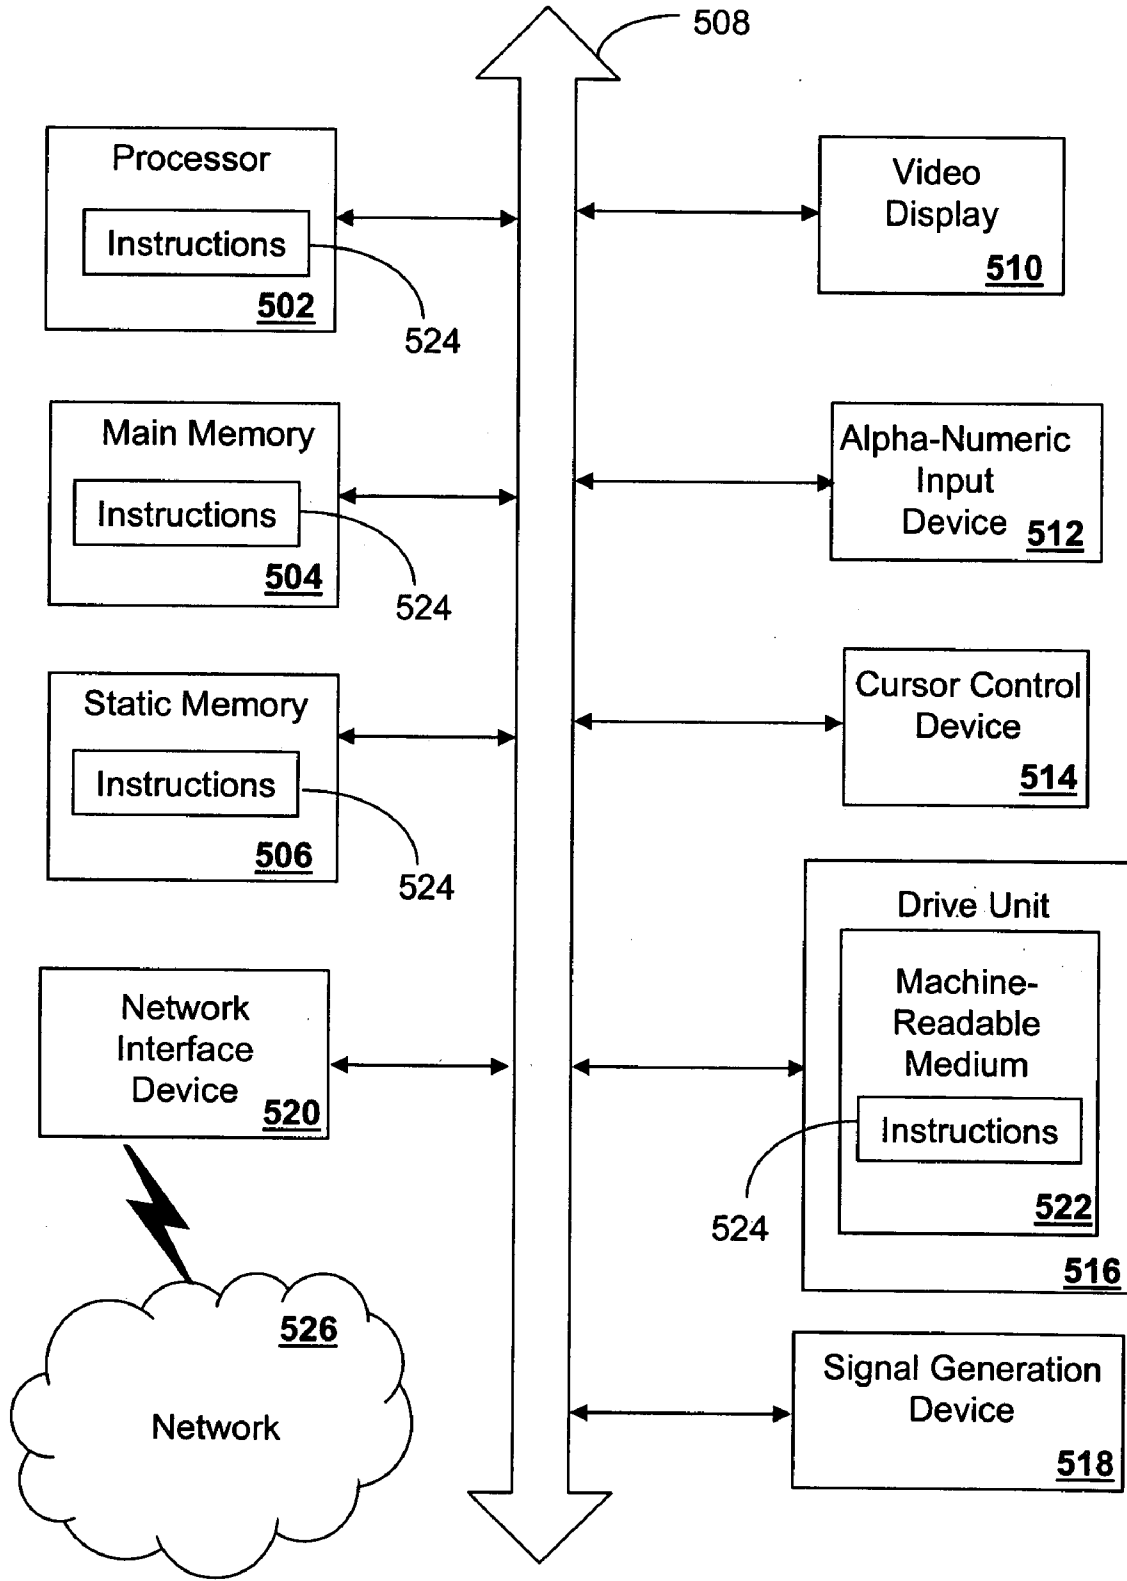 508
Processor
Instructions
502
524
Main Memory
Instructions
504
524
Static Memory
Instructions
506
524
Network
Interface
Device
520
526
Network
Video
Display
510
Alpha-Numeric
Input
Device
512
Cursor Control
Device
514
Drive Unit
Machine-
Readable
Medium
Instructions
524
522
516
Signal Generation
Device
518